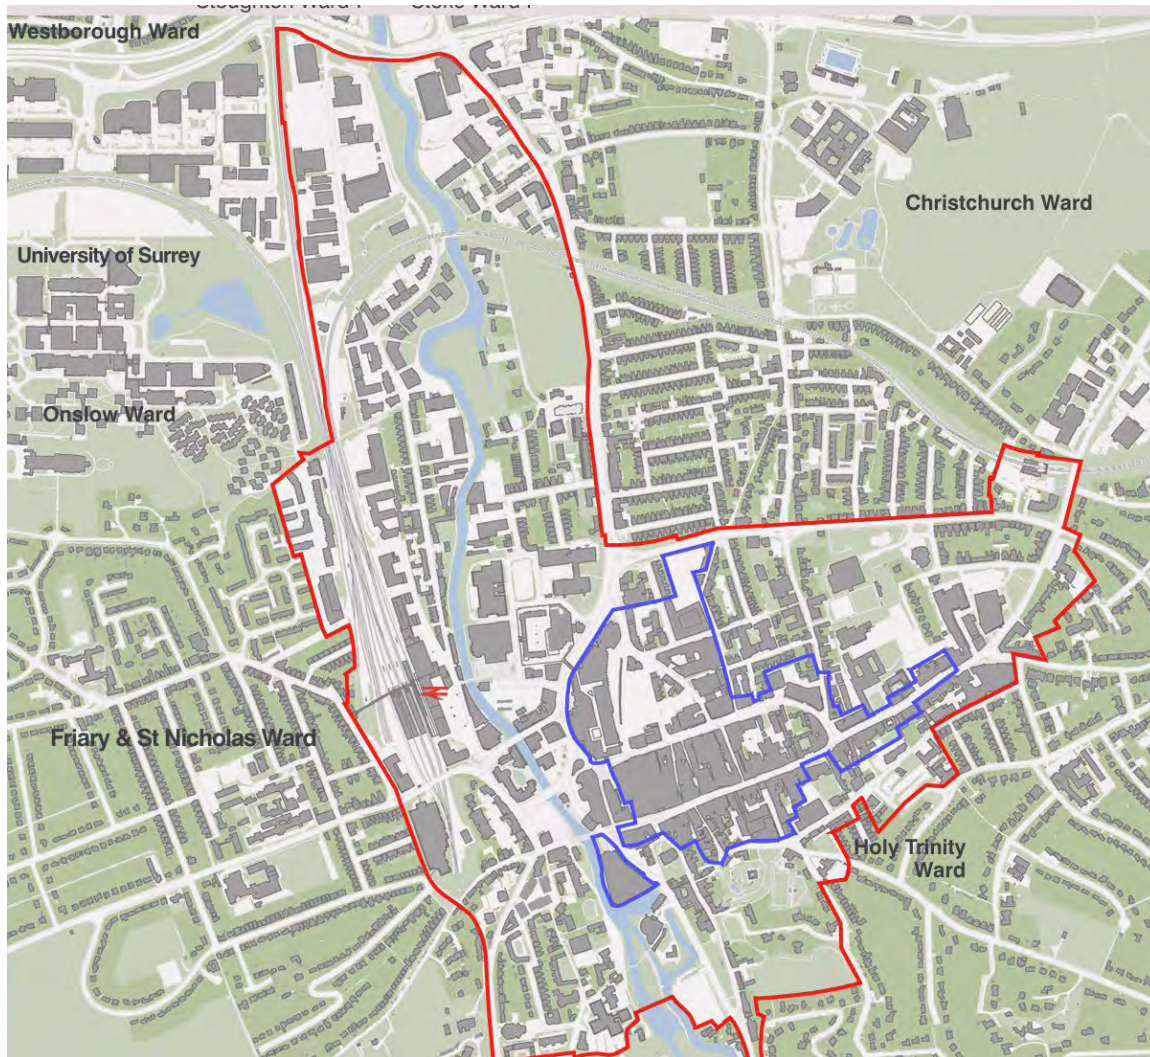 Westborough Ward
Christchurch Ward
University of Surrey
Onslow Ward
Friary & St Nicholas Ward
Holy Trinity
Ward